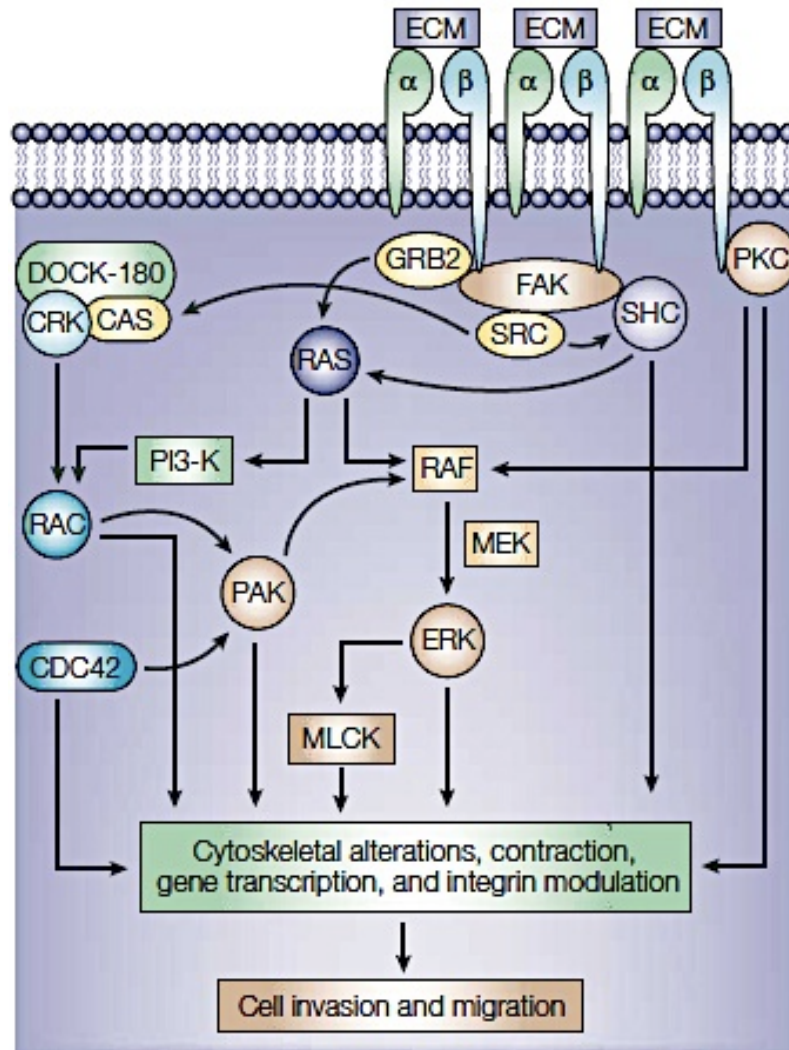 ECM
ECM
ECM
α
β
α
β
α
β
DOCK-180
GRB2
PKC
FAK
CRK
CAS
SRC
SHC
RAS
PI3-K
RAF
RAC
MEK
PAK
ERK
CDC42
MLCK
Cytoskeletal alterations, contraction,
gene transcription, and integrin modulation
Cell invasion and migration